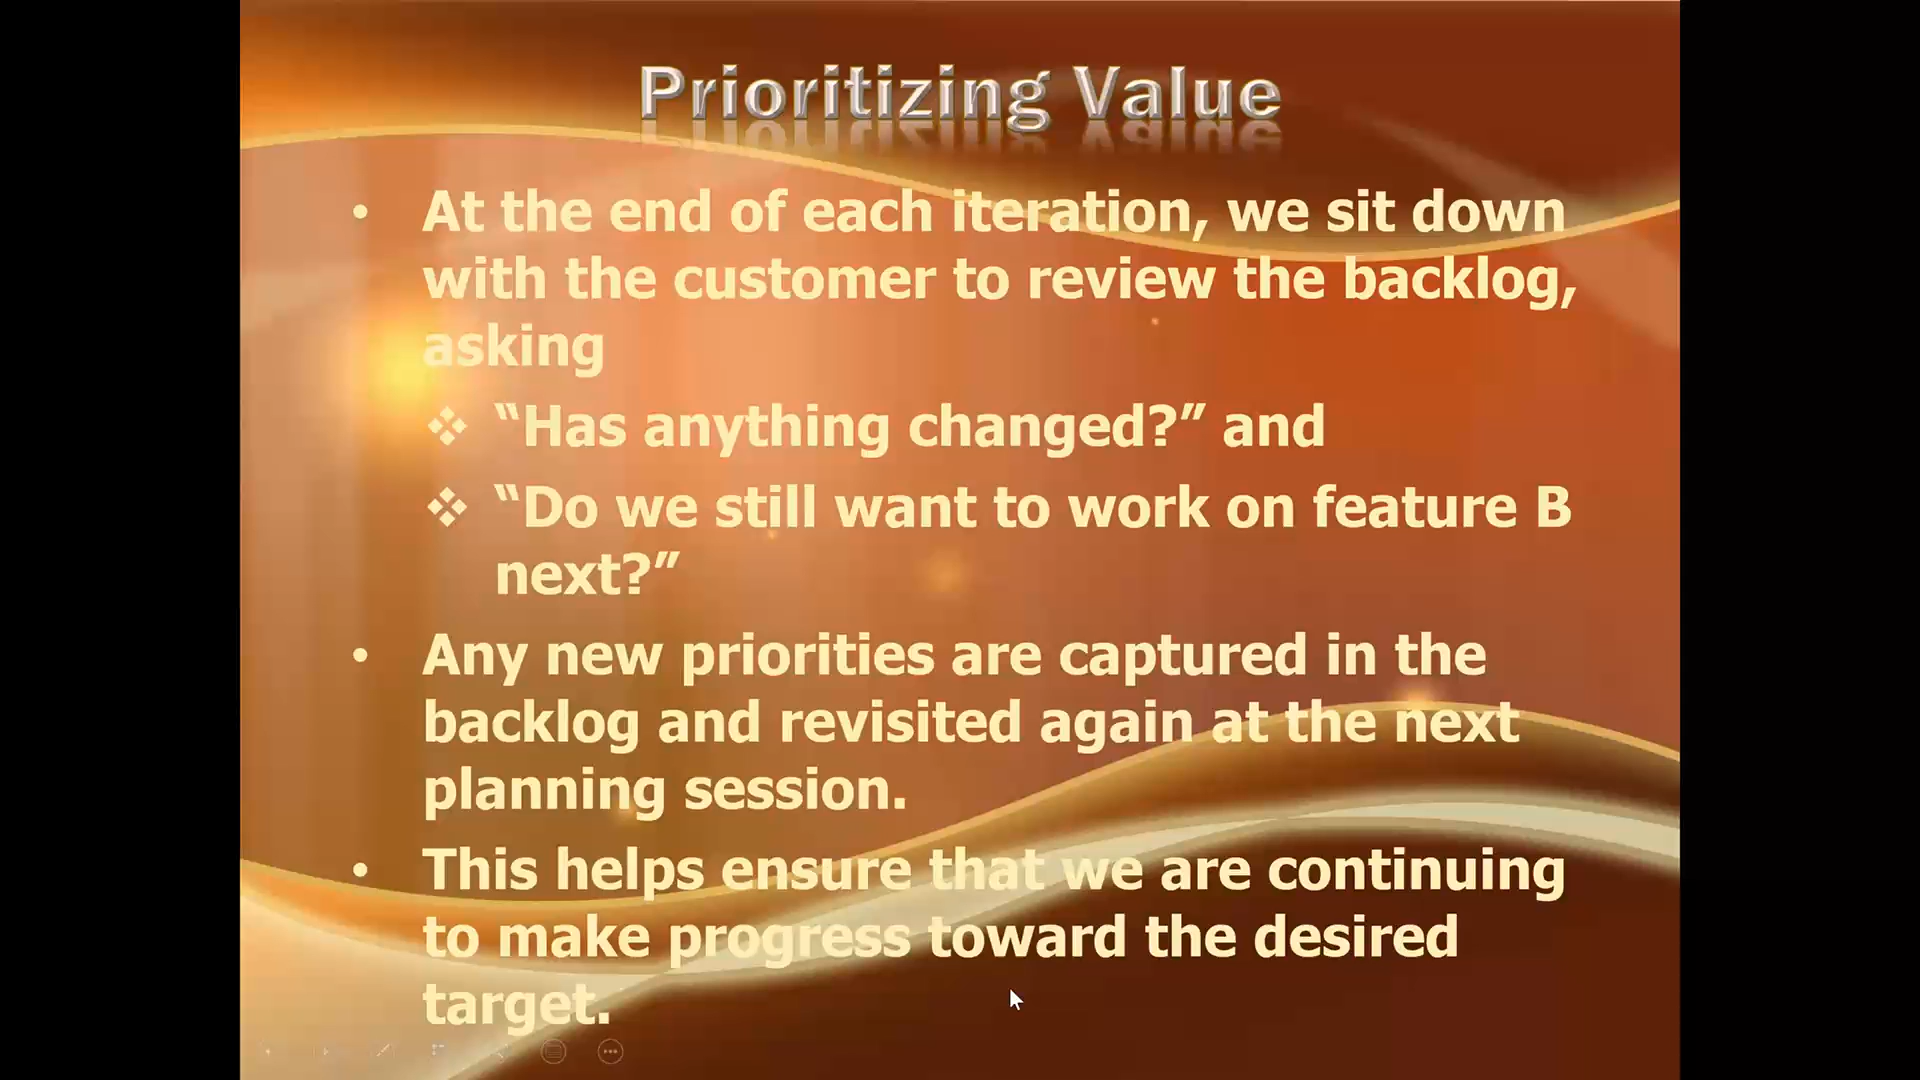 Prioritizing Value
• At the end of each iteration, we sit down
with the customer to review the backlog,
asking
❖ “Has anything changed?” and
❖ “Do we still want to work on feature B
next?”
• Any new priorities are captured in the
backlog and revisited again at the next
planning session.
• This helps ensure that we are continuing
to make progress toward the desired
target.